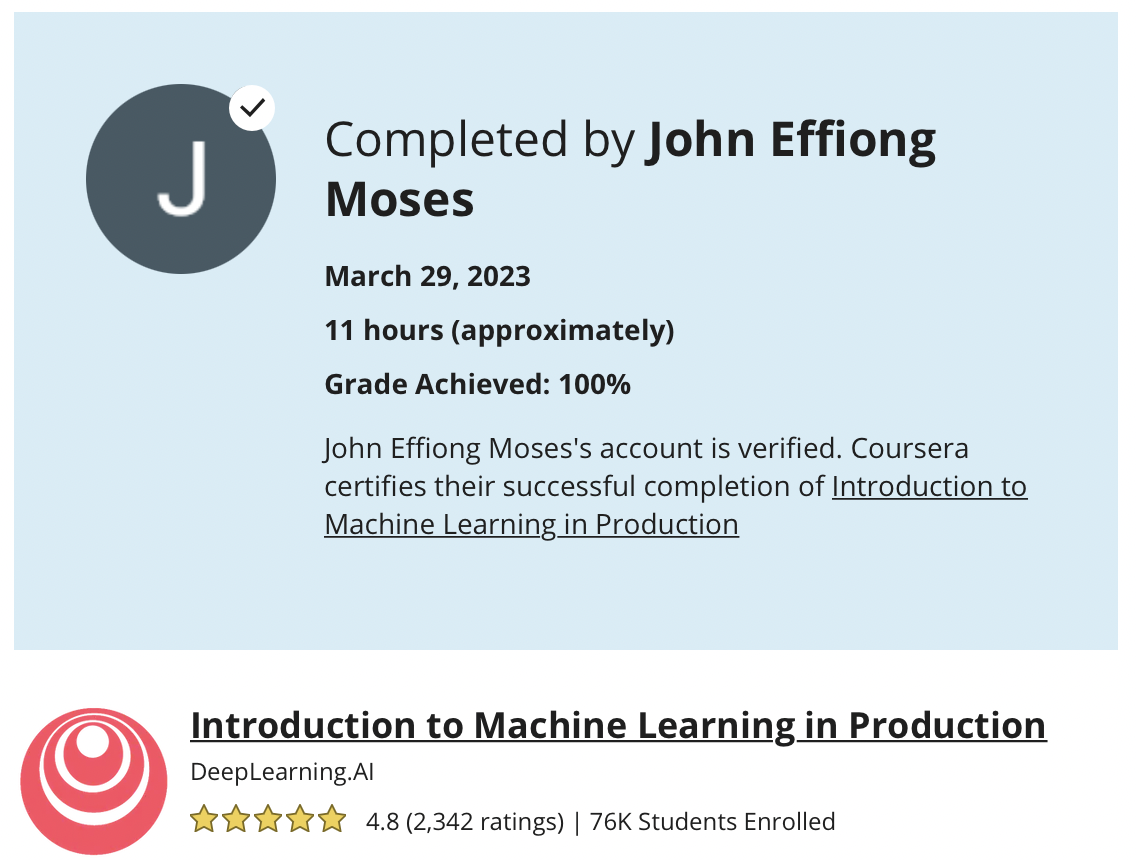 J
Completed by John Effiong
Moses
March 29, 2023
11 hours (approximately)
Grade Achieved: 100%
John Effiong Moses's account is verified. Coursera
certifies their successful completion of Introduction to
Machine Learning in Production
Introduction to Machine Learning in Production
DeepLearning.AI
4.8 (2,342 ratings) | 76K Students Enrolled